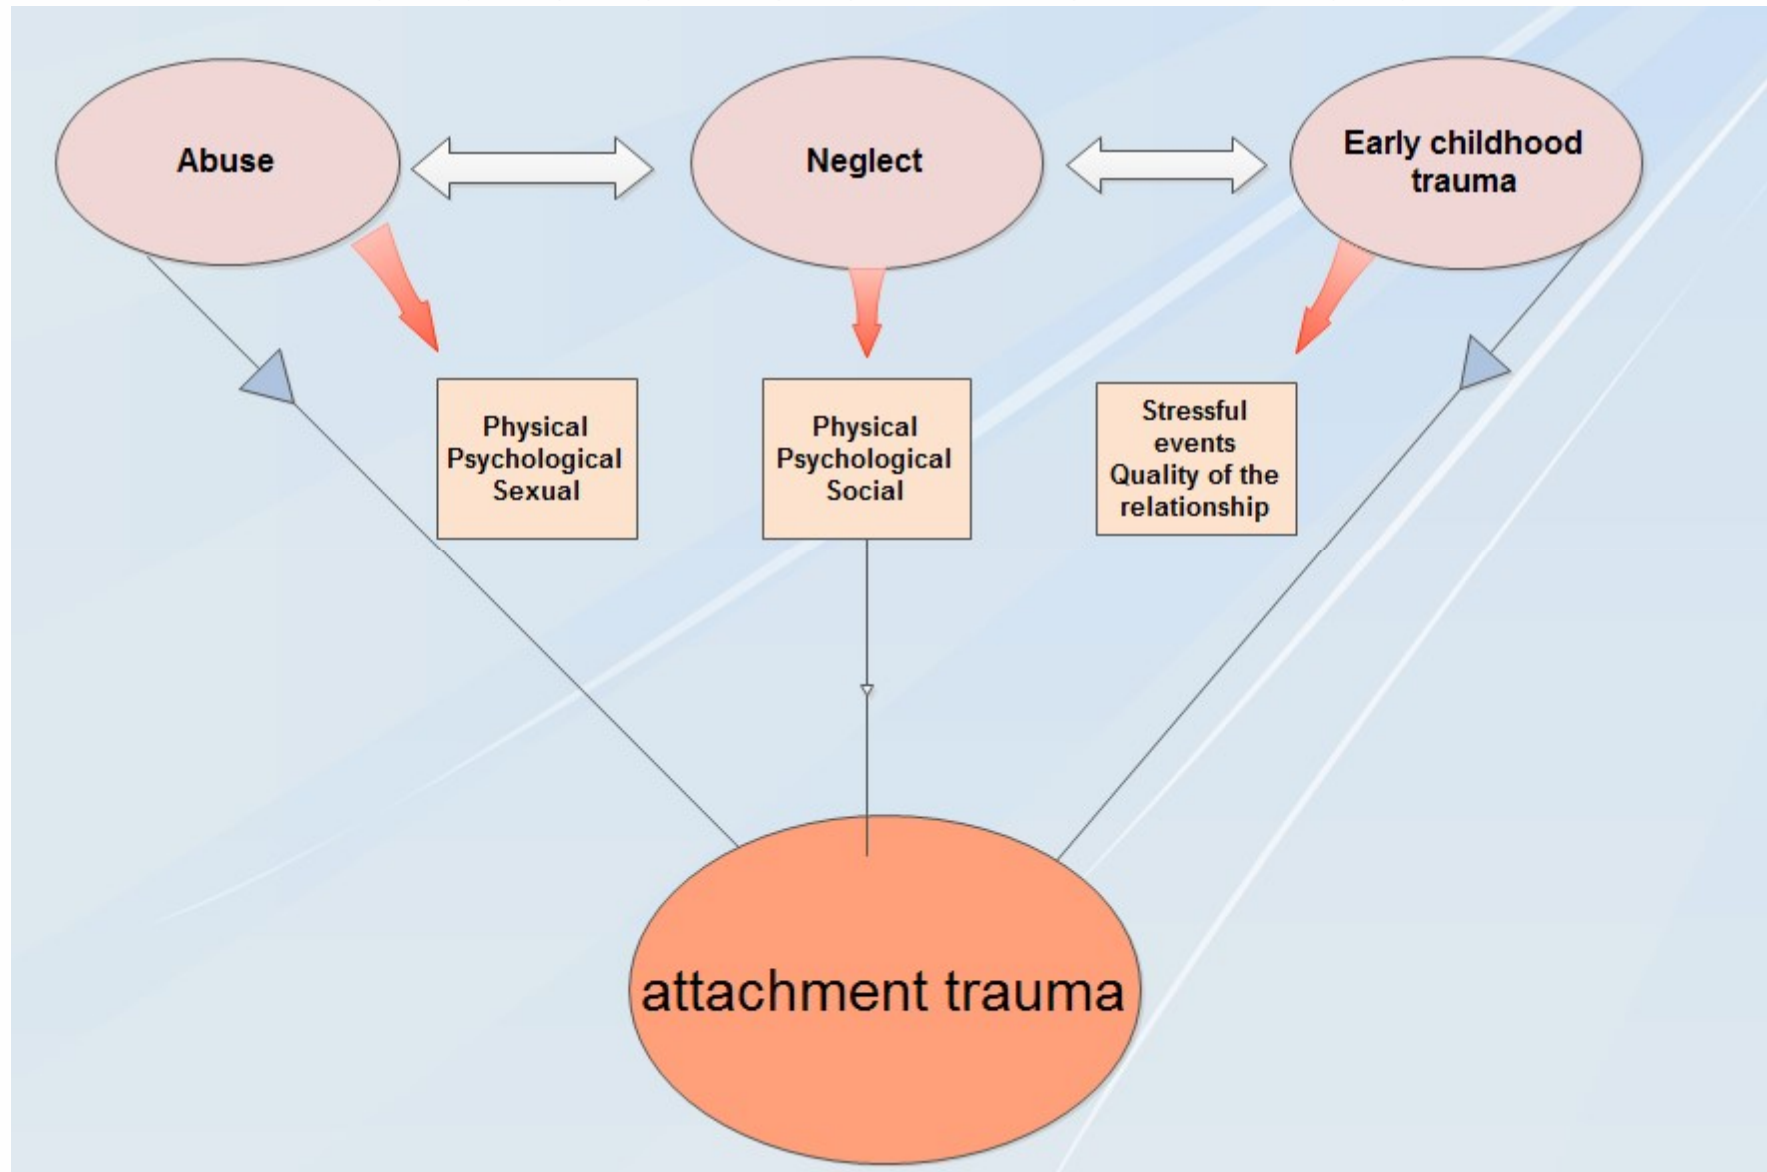 Abuse
Neglect
Early childhood
trauma
Physical
Psychological
Sexual
Physical
Psychological
Social
Stressful
events
Quality of the
relationship
attachment trauma